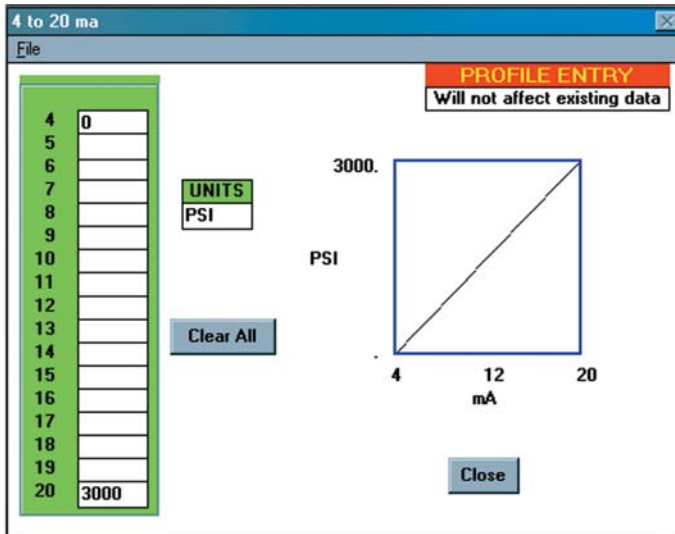 4 to 20 ma
File
PROFILE ENTRY
Will not affect existing data
4 0
5
6
7
8
9
10
11
12
13
14
15
16
17
18
19
20 3000
UNITS
PSI
Clear All
3000.
PSI
.
4 12 20
mA
Close